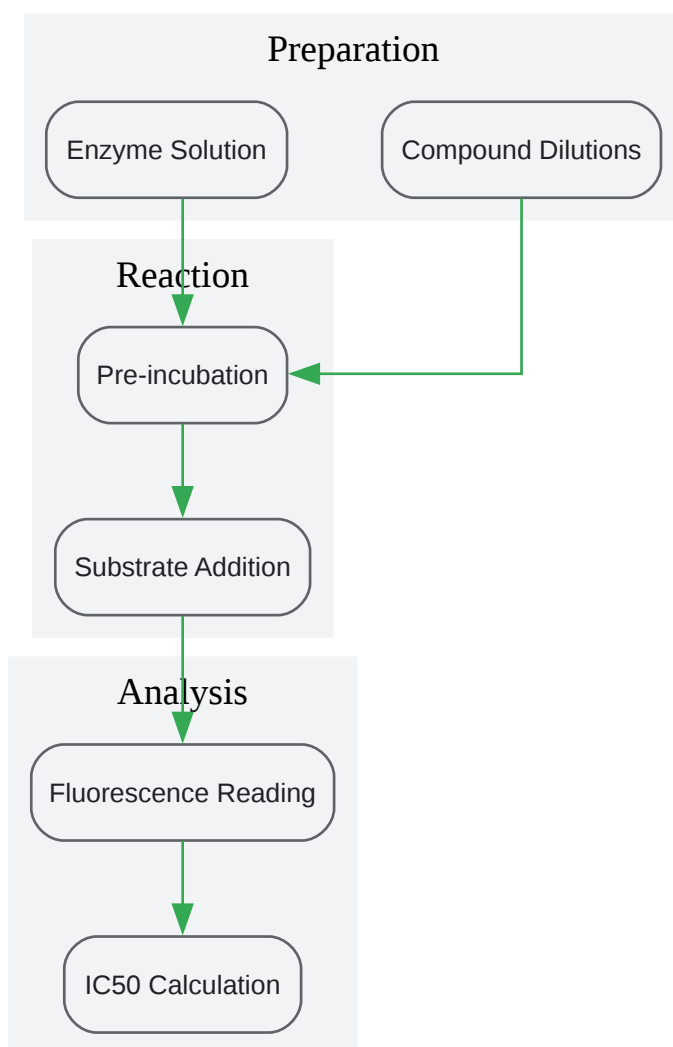 Preparation
Enzyme Solution
Compound Dilutions
Reaction
Pre-incubation
Substrate Addition
Analysis
Fluorescence Reading
IC50 Calculation